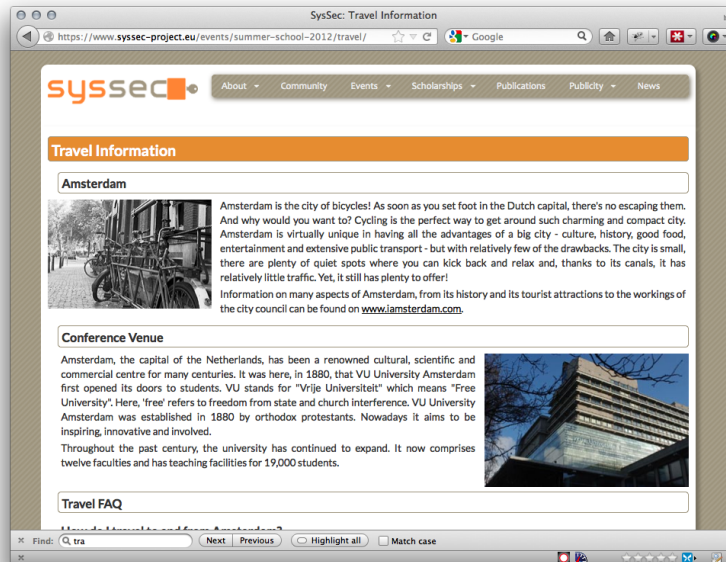 SysSec: Travel Information
https://www.syssec-project.eu/events/summer-school-2012/travel/
Google
syssec
About Community Events Scholarships Publications Publicity News
Travel Information
Amsterdam
Amsterdam is the city of bicycles! As soon as you set foot in the Dutch capital, there's no escaping them.
And why would you want to? Cycling is the perfect way to get around such charming and compact city.
Amsterdam is virtually unique in having all the advantages of a big city - culture, history, good food,
entertainment and extensive public transport - but with relatively few of the drawbacks. The city is small,
there are plenty of quiet spots where you can kick back and relax and, thanks to its canals, it has
relatively little traffic. Yet, it still has plenty to offer!
Information on many aspects of Amsterdam, from its history and its tourist attractions to the workings of
the city council can be found on www.iamsterdam.com.
Conference Venue
Amsterdam, the capital of the Netherlands, has been a renowned cultural, scientific and
commercial centre for many centuries. It was here, in 1880, that VU University Amsterdam
first opened its doors to students. VU stands for "Vrije Universiteit" which means "Free
University". Here, 'free' refers to freedom from state and church interference. VU University
Amsterdam was established in 1880 by orthodox protestants. Nowadays it aims to be
inspiring, innovative and involved.
Throughout the past century, the university has continued to expand. It now comprises
twelve faculties and has teaching facilities for 19,000 students.
Travel FAQ
How do I travel to and from Amsterdam?
Find: tra Next Previous Highlight all Match case